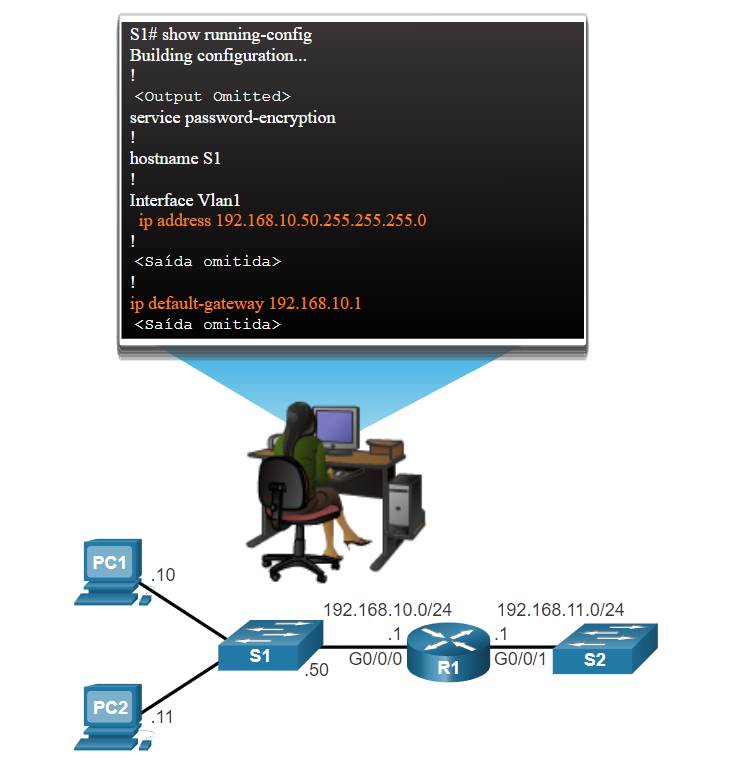 S1# show running-config
Building configuration...
!
<Output Omitted>
service password-encryption
!
hostname S1
!
Interface Vlan1
ip address 192.168.10.50.255.255.255.0
!
<Saída omitida>
!
ip default-gateway 192.168.10.1
<Saída omitida>
PC1
.10
192.168.10.0/24
192.168.11.0/24
.1
.1
S1
G0/0/0
R1
G0/0/1
S2
.50
PC2
.11